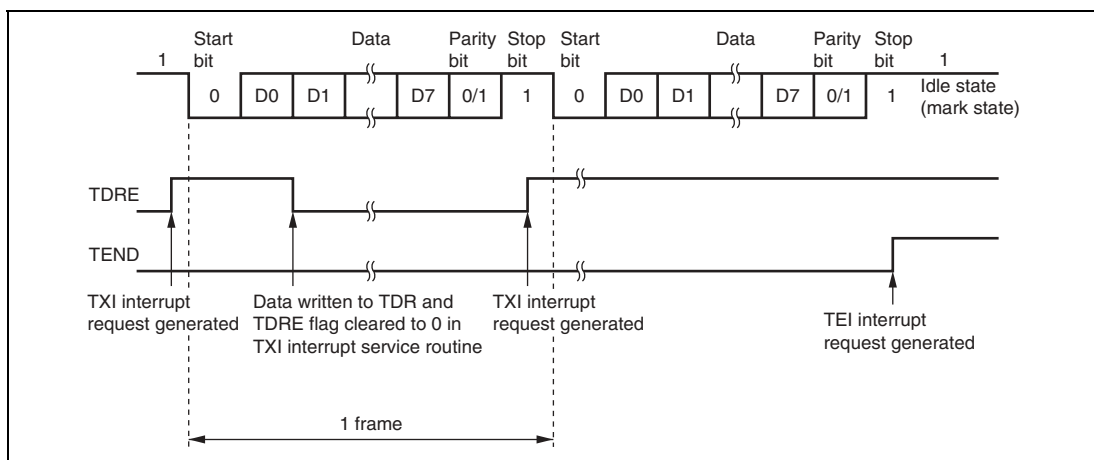 Start bit Data Parity bit Stop bit Start bit Data Parity bit Stop bit
1 1
0 D0 D1 D7 0/1 1 0 D0 D1 D7 0/1 1 Idle state (mark state)
TDRE
TEND
TXI interrupt
request generated
Data written to TDR and
TDRE flag cleared to 0 in
TXI interrupt service routine
TXI interrupt
request generated
TEI interrupt
request generated
1 frame